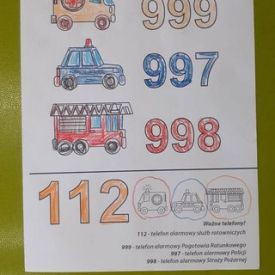 999
997
998
112
Ważne telefony!
112 - telefon alarmowy służb ratowniczych
999 - telefon alarmowy Pogotowia Ratunkowego
997 - telefon alarmowy Policji
998 - telefon alarmowy Straży Pożarnej